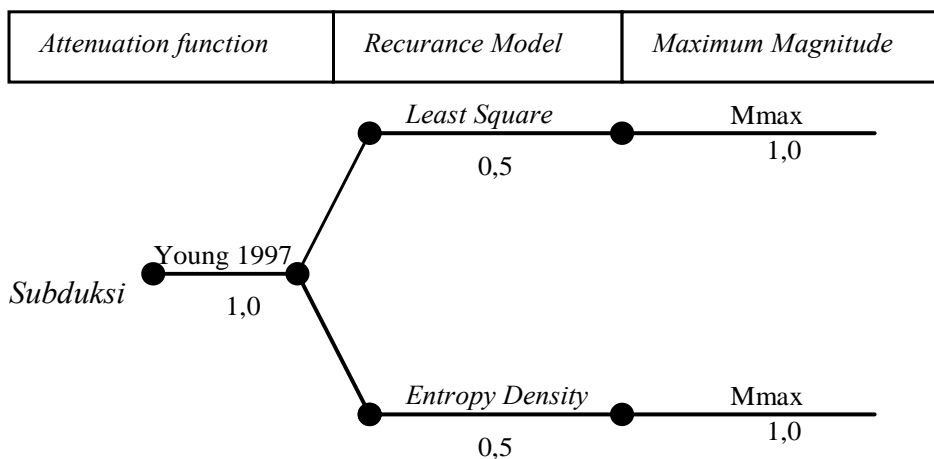 Attenuation function
Recurance Model
Maximum Magnitude
Least Square
Mmax
0,5
1,0
Young 1997
Subduksi
1,0
Entropy Density
Mmax
0,5
1,0